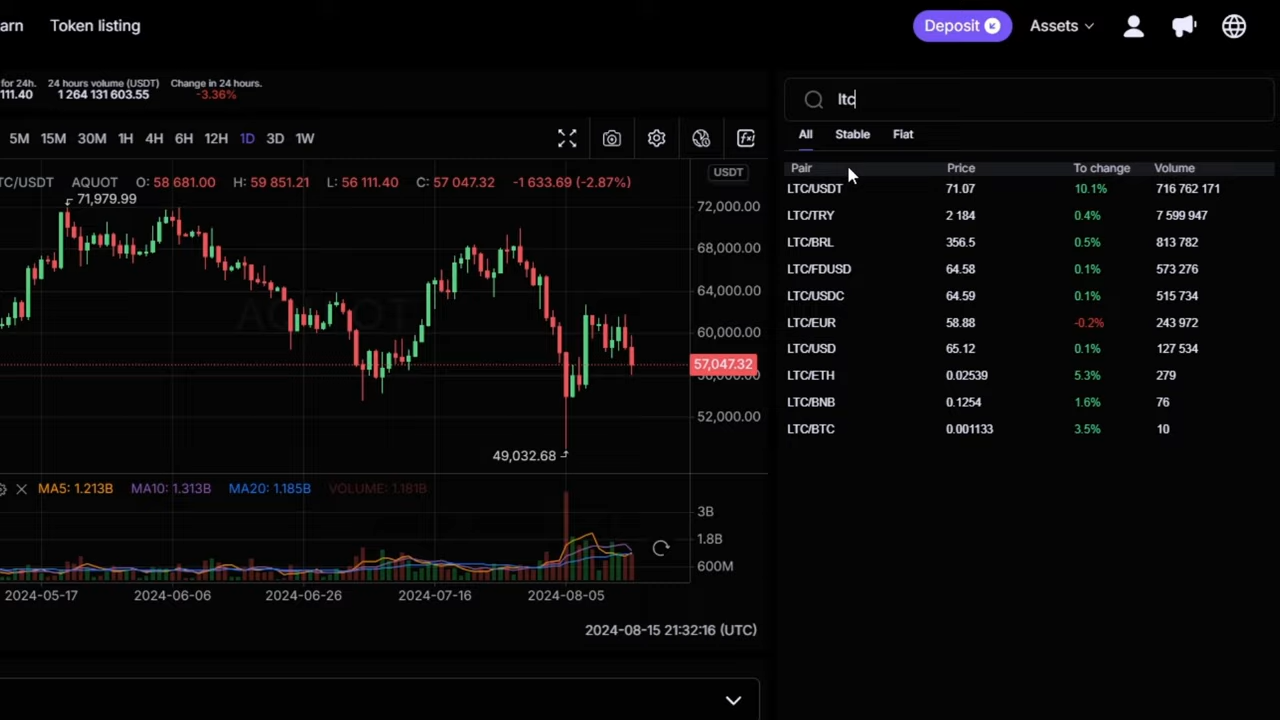 arn Token listing Deposit Assets
for 24h. 24 hours volume (USDT) Change in 24 hours.
111.40 1 264 131 603.55 -3.36%
ltc
All Stable Fiat
5M 15M 30M 1H 4H 6H 12H 1D 3D 1W
TC/USDT AQUOT O: 58 681.00 H: 59 851.21 L: 56 111.40 C: 57 047.32 -1 633.69 (-2.87%) USDT
71,979.99
72,000.00
68,000.00
64,000.00
AQUOT
60,000.00
57,047.32
56,000.00
52,000.00
49,032.68
MA5: 1.213B MA10: 1.313B MA20: 1.185B VOLUME: 1.181B
3B
1.8B
600M
2024-05-17 2024-06-06 2024-06-26 2024-07-16 2024-08-05
2024-08-15 21:32:16 (UTC)
Pair Price To change Volume
LTC/USDT 71.07 10.1% 716 762 171
LTC/TRY 2 184 0.4% 7 599 947
LTC/BRL 356.5 0.5% 813 782
LTC/FDUSD 64.58 0.1% 573 276
LTC/USDC 64.59 0.1% 515 734
LTC/EUR 58.88 -0.2% 243 972
LTC/USD 65.12 0.1% 127 534
LTC/ETH 0.02539 5.3% 279
LTC/BNB 0.1254 1.6% 76
LTC/BTC 0.001133 3.5% 10